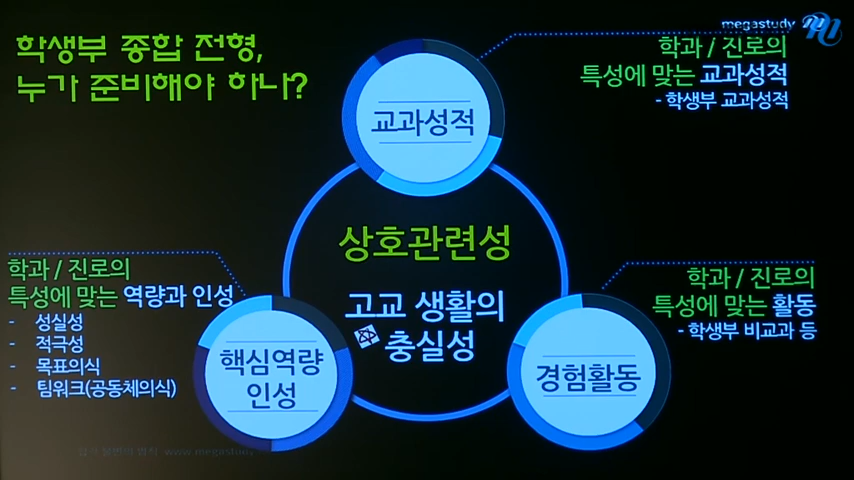 학생부 종합 전형,
누가 준비해야 하나?
megastudy
학과 / 진로의
특성에 맞는 교과성적
- 학생부 교과성적
교과성적
상호관련성
고교 생활의
충실성
학과 / 진로의
특성에 맞는 역량과 인성
- 성실성
- 적극성
- 목표의식
- 팀워크(공동체의식)
핵심역량
인성
학과 / 진로의
특성에 맞는 활동
- 학생부 비교과 등
경험활동
www.megastudy